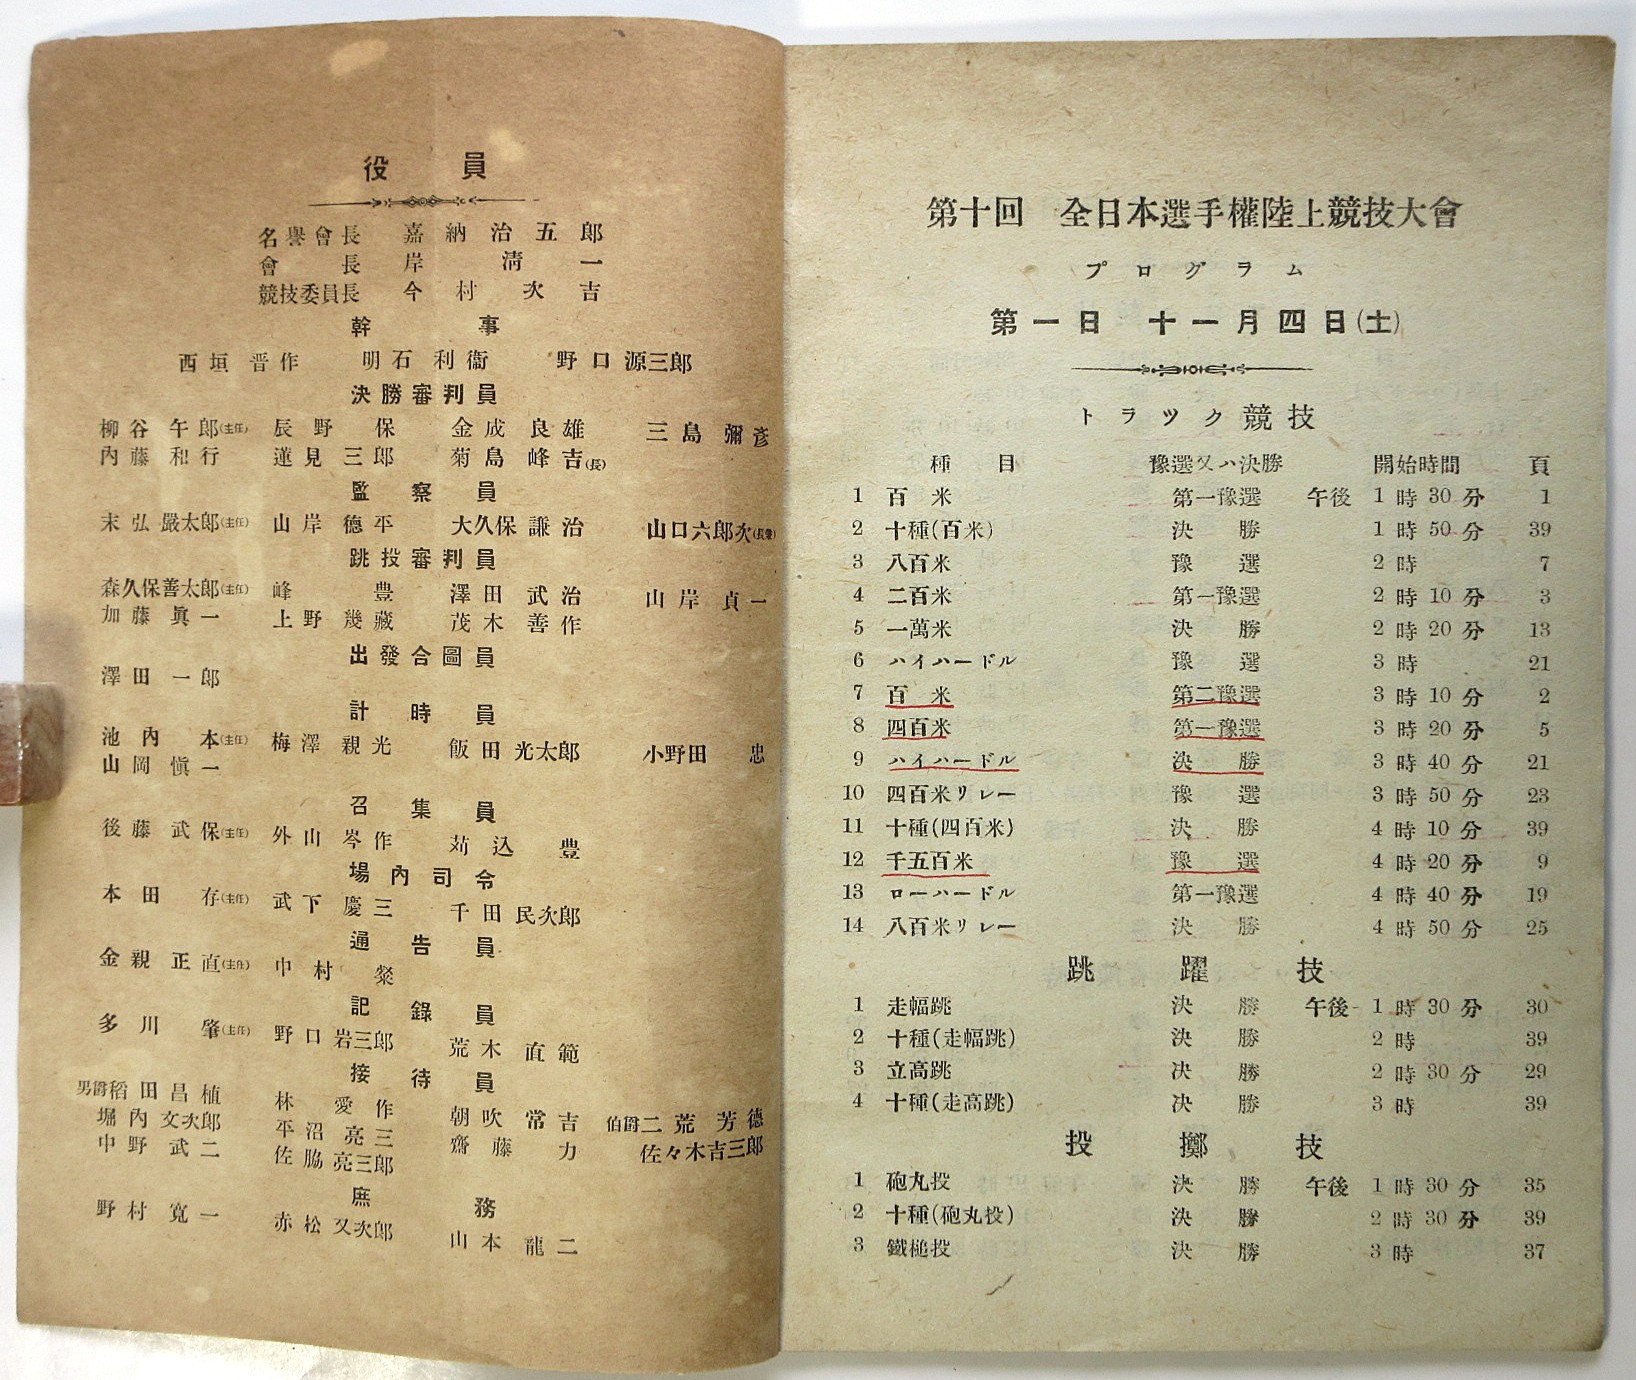 役員
名譽會長 嘉納治五郎
會長 岸清一
競技委員長 今村次吉
幹事
西垣晋作 明石利衞 野口源三郎
決勝審判員
柳谷午郎(主任) 辰野保 金成良雄 三島彌彦
內藤和行 蓮見三郎 菊島峰吉(長)
監察員
末弘嚴太郎(主任) 山岸德平 大久保謙治 山口六郎次
跳投審判員
森久保善太郎(主任) 峰豊 澤田武治 山岸貞一
加藤眞一 上野幾藏 茂木善作
出發合圖員
澤田一郎
計時員
池內本(主任) 梅澤親光 飯田光太郎 小野田忠
山岡愼一
召集員
後藤武保(主任) 外山岑作 苅込豊
場內司令
本田存(主任) 武下慶三 千田民次郎
通告員
金親正直(主任) 中村粲
記錄員
多川肇(主任) 野口岩三郎 荒木直範
接待員
男爵稻田昌植 林愛作 朝吹常吉 伯爵二荒芳德
堀內文次郎 平沼亮三 齋藤力 佐々木吉三郎
中野武二 佐脇亮三郎
庶務
野村寬一 赤松又次郎 山本龍二
第十回 全日本選手權陸上競技大會
プログラム
第一日 十一月四日(土)
トラツク競技
種目 豫選又ハ決勝 開始時間 頁
1 百米 第一豫選 午後 1時30分 1
2 十種(百米) 決勝 1時50分 39
3 八百米 豫選 2時 7
4 二百米 第一豫選 2時10分 3
5 一萬米 決勝 2時20分 13
6 ハイハードル 豫選 3時 21
7 百米 第二豫選 3時10分 2
8 四百米 第一豫選 3時20分 5
9 ハイハードル 決勝 3時40分 21
10 四百米リレー 豫選 3時50分 23
11 十種(四百米) 決勝 4時10分 39
12 千五百米 豫選 4時20分 9
13 ローハードル 第一豫選 4時40分 19
14 八百米リレー 決勝 4時50分 25
跳躍技
1 走幅跳 決勝 午後 1時30分 30
2 十種(走幅跳) 決勝 2時 39
3 立高跳 決勝 2時30分 29
4 十種(走高跳) 決勝 3時 39
投擲技
1 砲丸投 決勝 午後 1時30分 35
2 十種(砲丸投) 決勝 2時30分 39
3 鐵槌投 決勝 3時 37